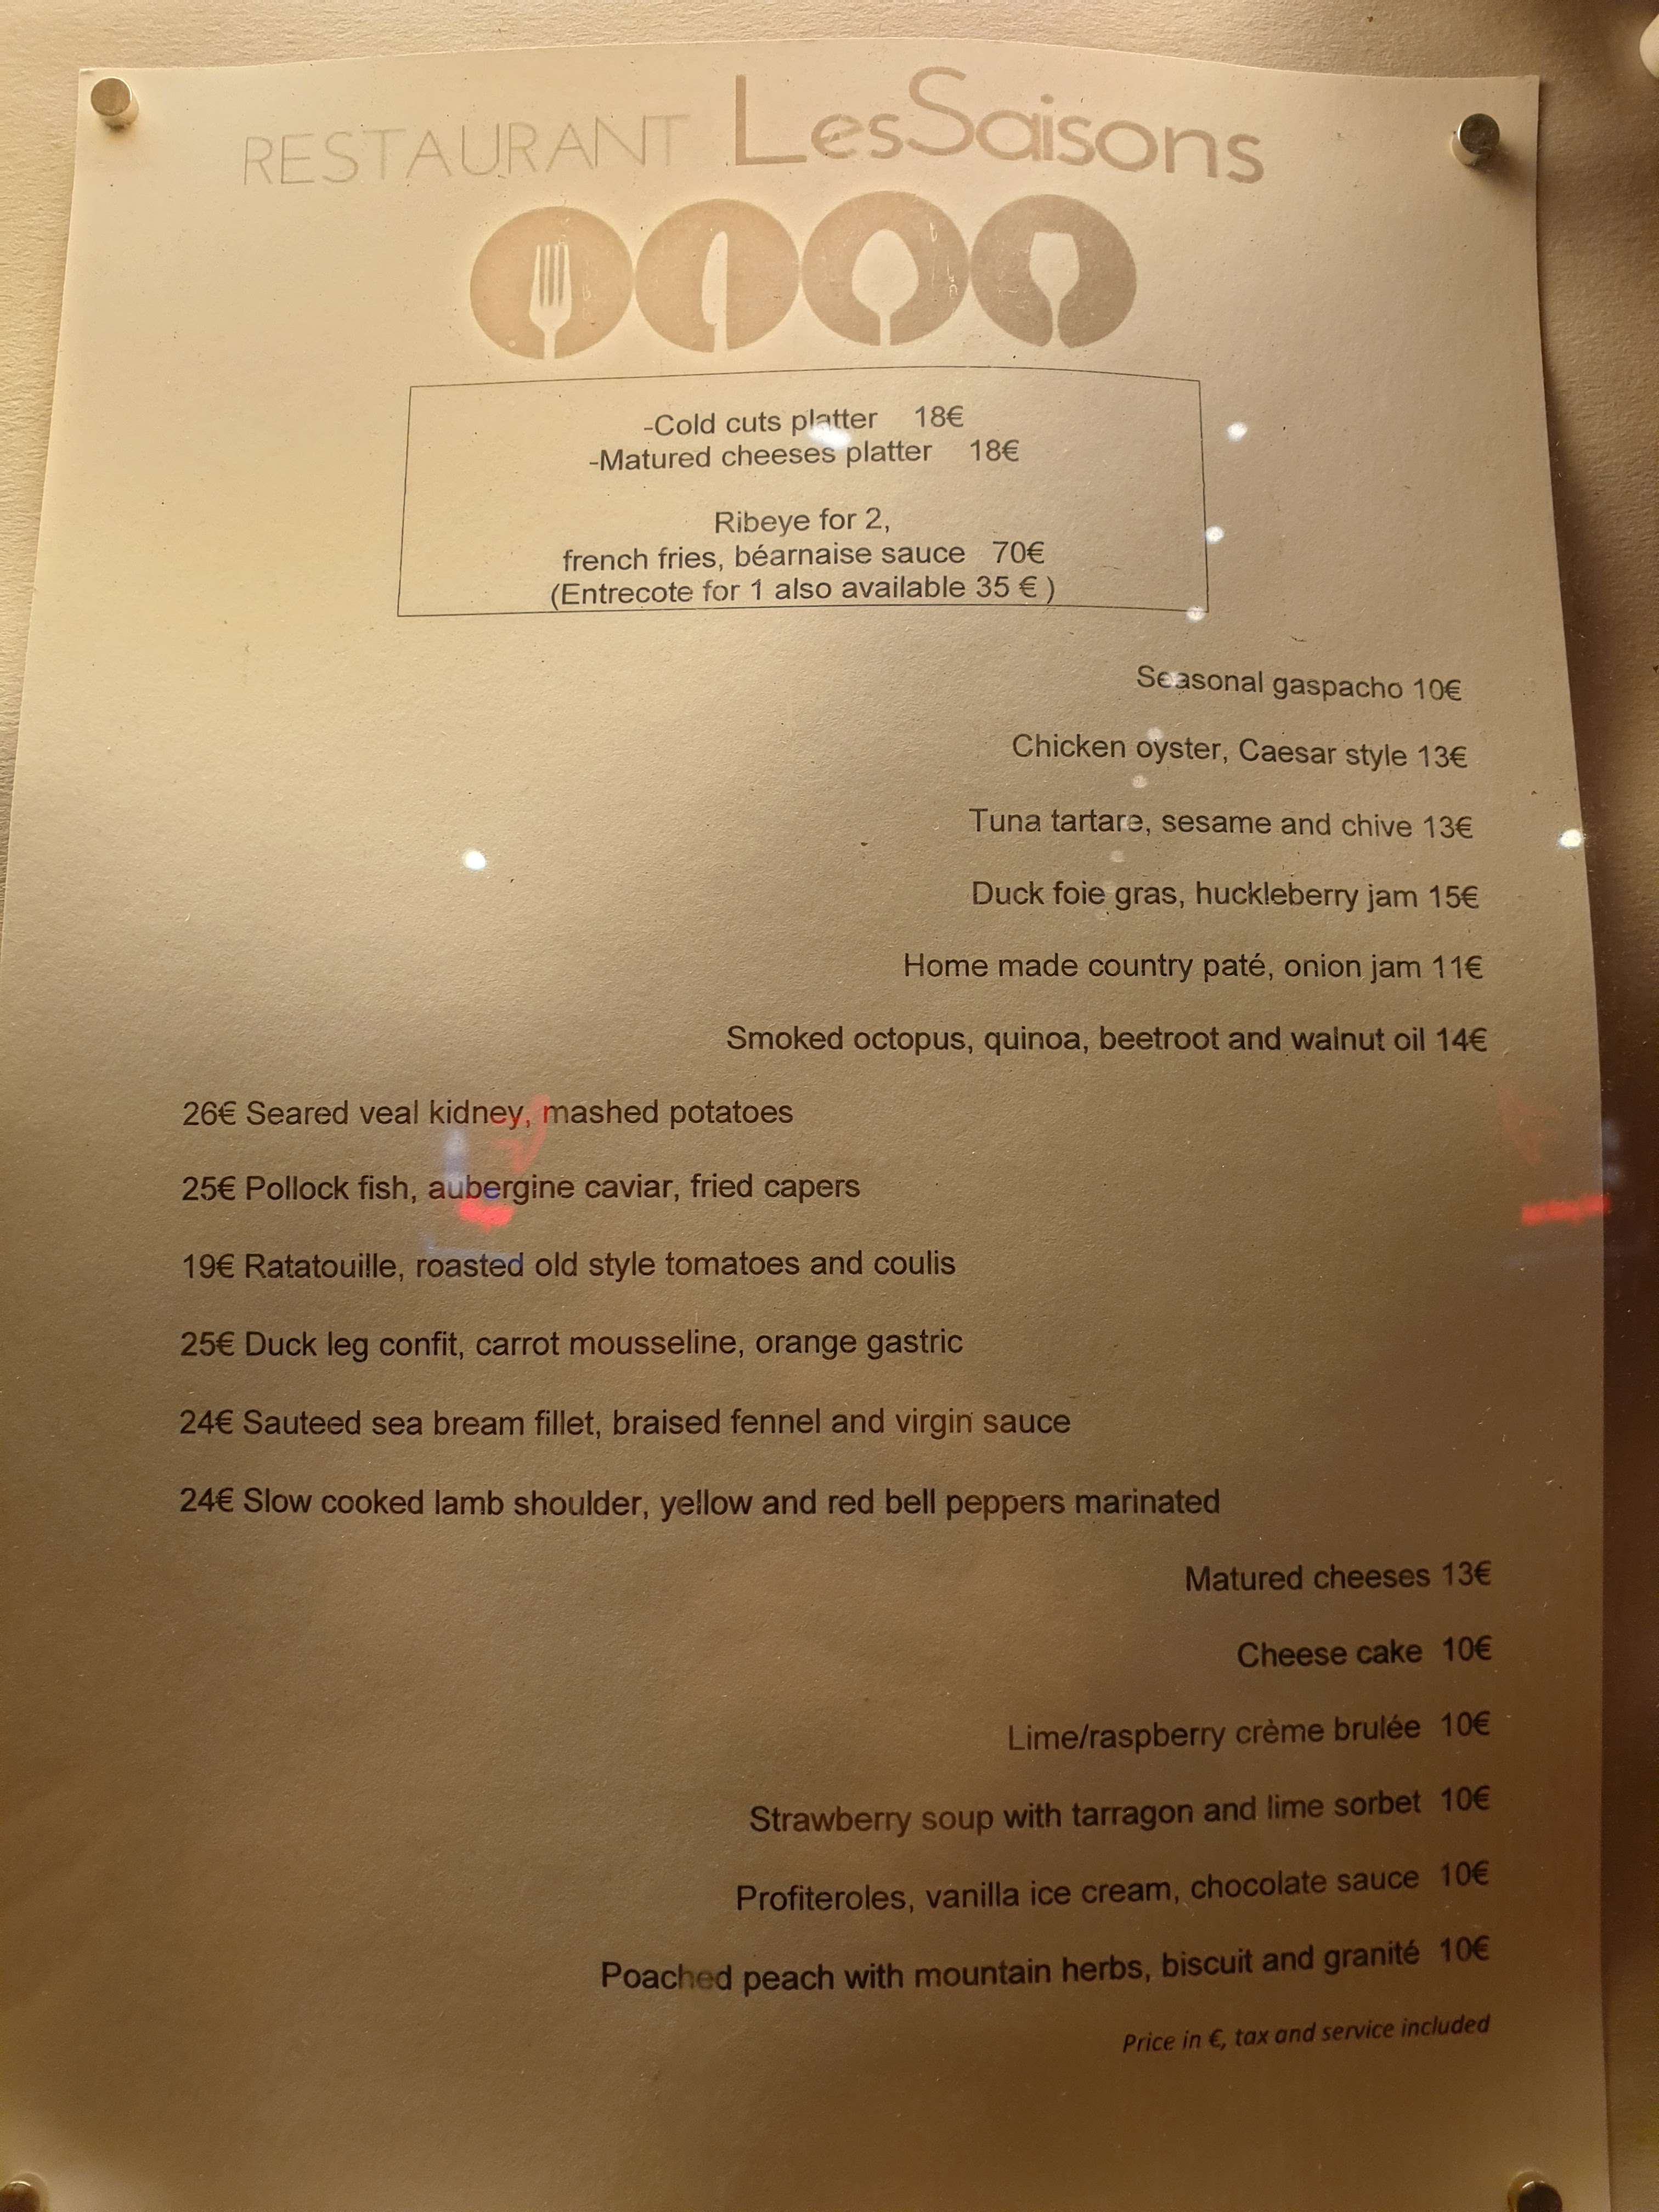 RESTAURANT LesSaisons
-Cold cuts platter 18€
-Matured cheeses platter 18€
Ribeye for 2,
french fries, béarnaise sauce 70€
(Entrecote for 1 also available 35 € )
Seasonal gaspacho 10€
Chicken oyster, Caesar style 13€
Tuna tartare, sesame and chive 13€
Duck foie gras, huckleberry jam 15€
Home made country paté, onion jam 11€
Smoked octopus, quinoa, beetroot and walnut oil 14€
26€ Seared veal kidney, mashed potatoes
25€ Pollock fish, aubergine caviar, fried capers
19€ Ratatouille, roasted old style tomatoes and coulis
25€ Duck leg confit, carrot mousseline, orange gastric
24€ Sauteed sea bream fillet, braised fennel and virgin sauce
24€ Slow cooked lamb shoulder, yellow and red bell peppers marinated
Matured cheeses 13€
Cheese cake 10€
Lime/raspberry crème brulée 10€
Strawberry soup with tarragon and lime sorbet 10€
Profiteroles, vanilla ice cream, chocolate sauce 10€
Poached peach with mountain herbs, biscuit and granité 10€
Price in €, tax and service included